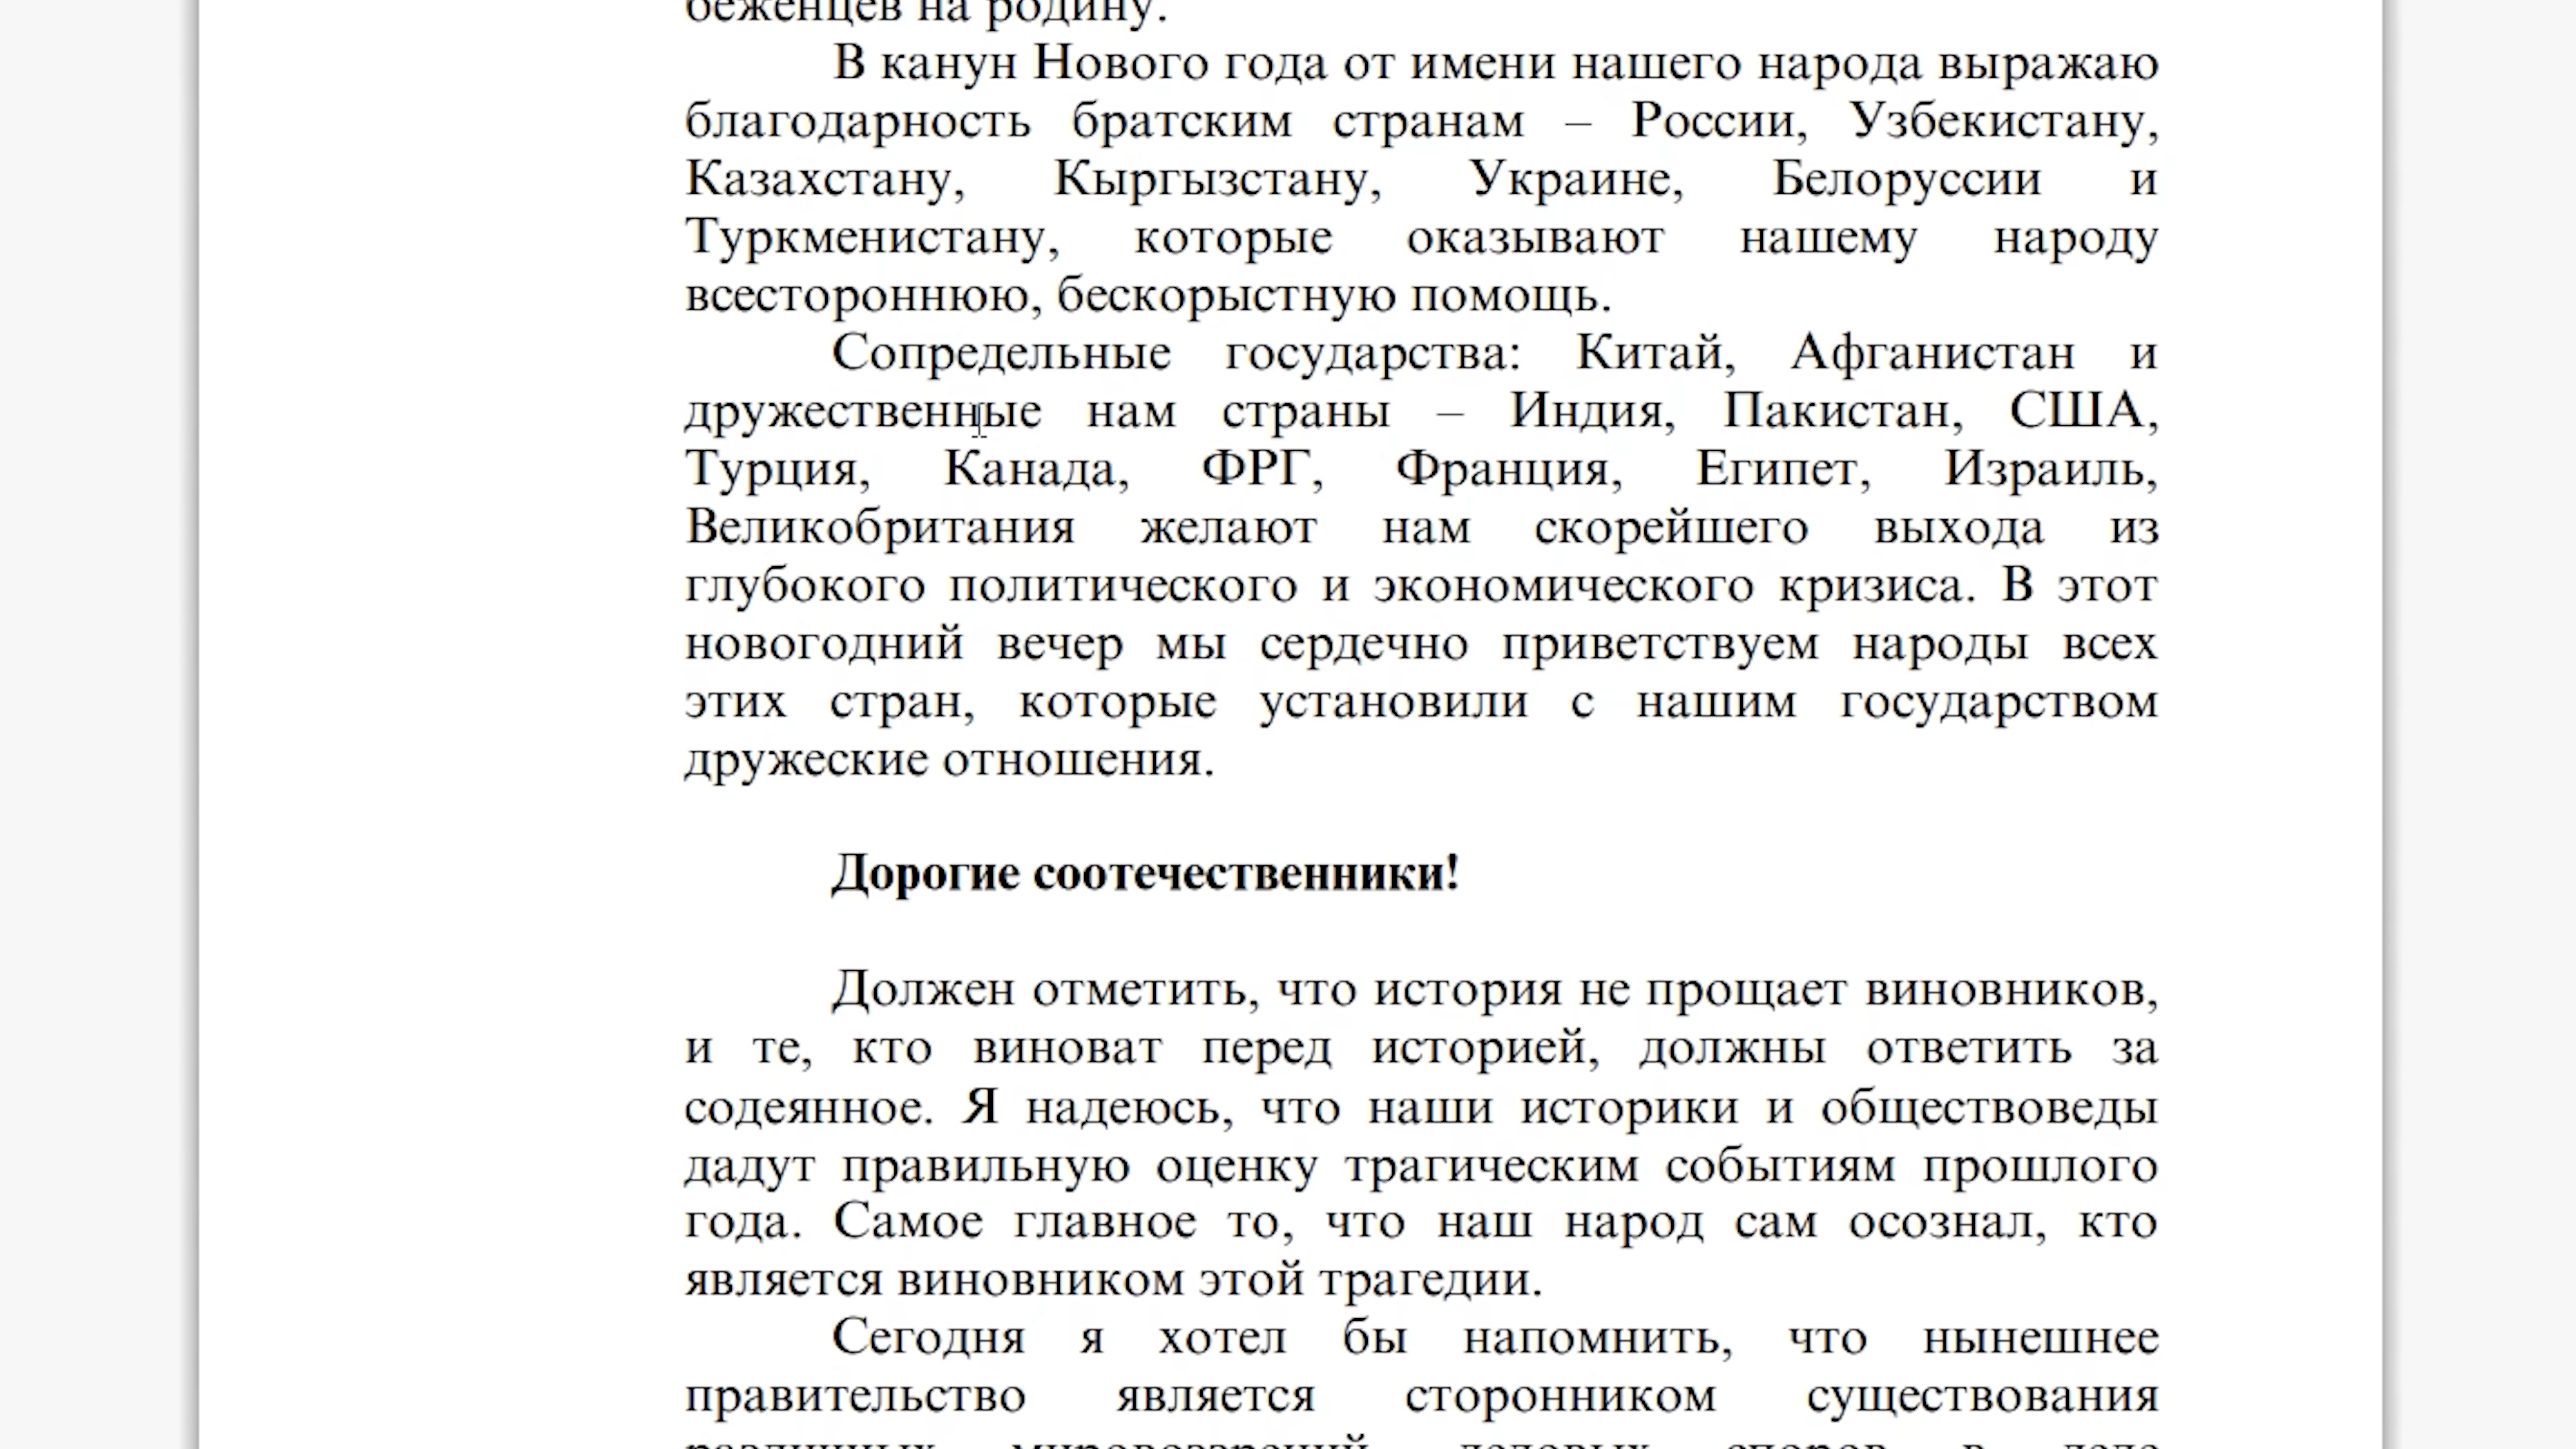 беженцев на родину.
В канун Нового года от имени нашего народа выражаю
благодарность братским странам – России, Узбекистану,
Казахстану, Кыргызстану, Украине, Белоруссии и
Туркменистану, которые оказывают нашему народу
всестороннюю, бескорыстную помощь.
Сопредельные государства: Китай, Афганистан и
дружественные нам страны – Индия, Пакистан, США,
Турция, Канада, ФРГ, Франция, Египет, Израиль,
Великобритания желают нам скорейшего выхода из
глубокого политического и экономического кризиса. В этот
новогодний вечер мы сердечно приветствуем народы всех
этих стран, которые установили с нашим государством
дружеские отношения.
Дорогие соотечественники!
Должен отметить, что история не прощает виновников,
и те, кто виноват перед историей, должны ответить за
содеянное. Я надеюсь, что наши историки и обществоведы
дадут правильную оценку трагическим событиям прошлого
года. Самое главное то, что наш народ сам осознал, кто
является виновником этой трагедии.
Сегодня я хотел бы напомнить, что нынешнее
правительство является сторонником существования
различных мировоззрений, деловых споров в деле